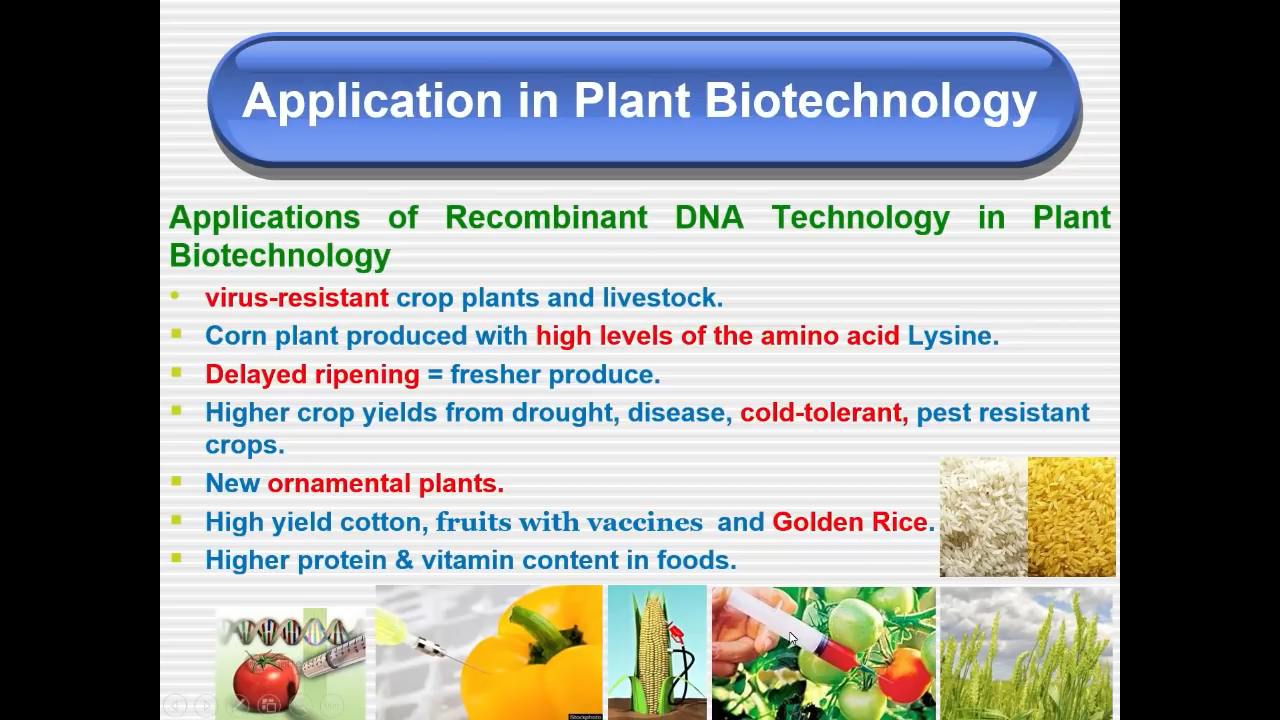 Application in Plant Biotechnology
Applications of Recombinant DNA Technology in Plant
Biotechnology
• virus-resistant crop plants and livestock.
▪ Corn plant produced with high levels of the amino acid Lysine.
▪ Delayed ripening = fresher produce.
▪ Higher crop yields from drought, disease, cold-tolerant, pest resistant
crops.
▪ New ornamental plants.
▪ High yield cotton, fruits with vaccines and Golden Rice.
▪ Higher protein & vitamin content in foods.
iStockphoto